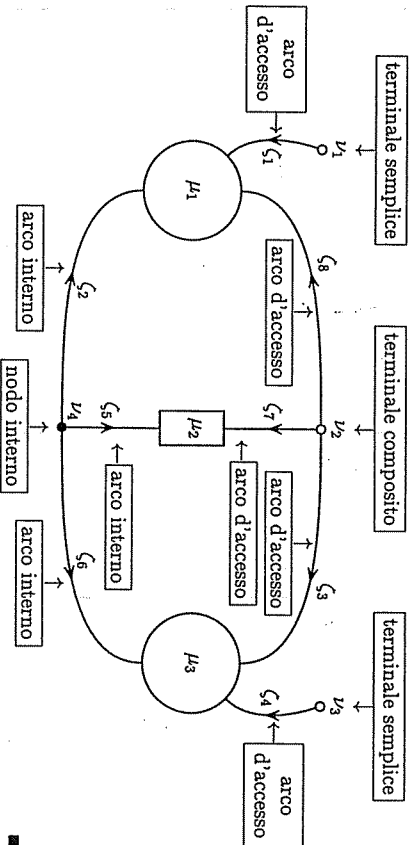 terminale semplice
terminale composito
terminale semplice
ν₁
ν₂
ν₃
arco
d'accesso
ζ₁
ζ₈
arco d'accesso
ζ₇
arco d'accesso
arco d'accesso
ζ₃
ζ₄
arco
d'accesso
μ₁
μ₂
μ₃
ζ₂
ζ₅
arco interno
ν₄
ζ₆
arco interno
nodo interno
arco interno